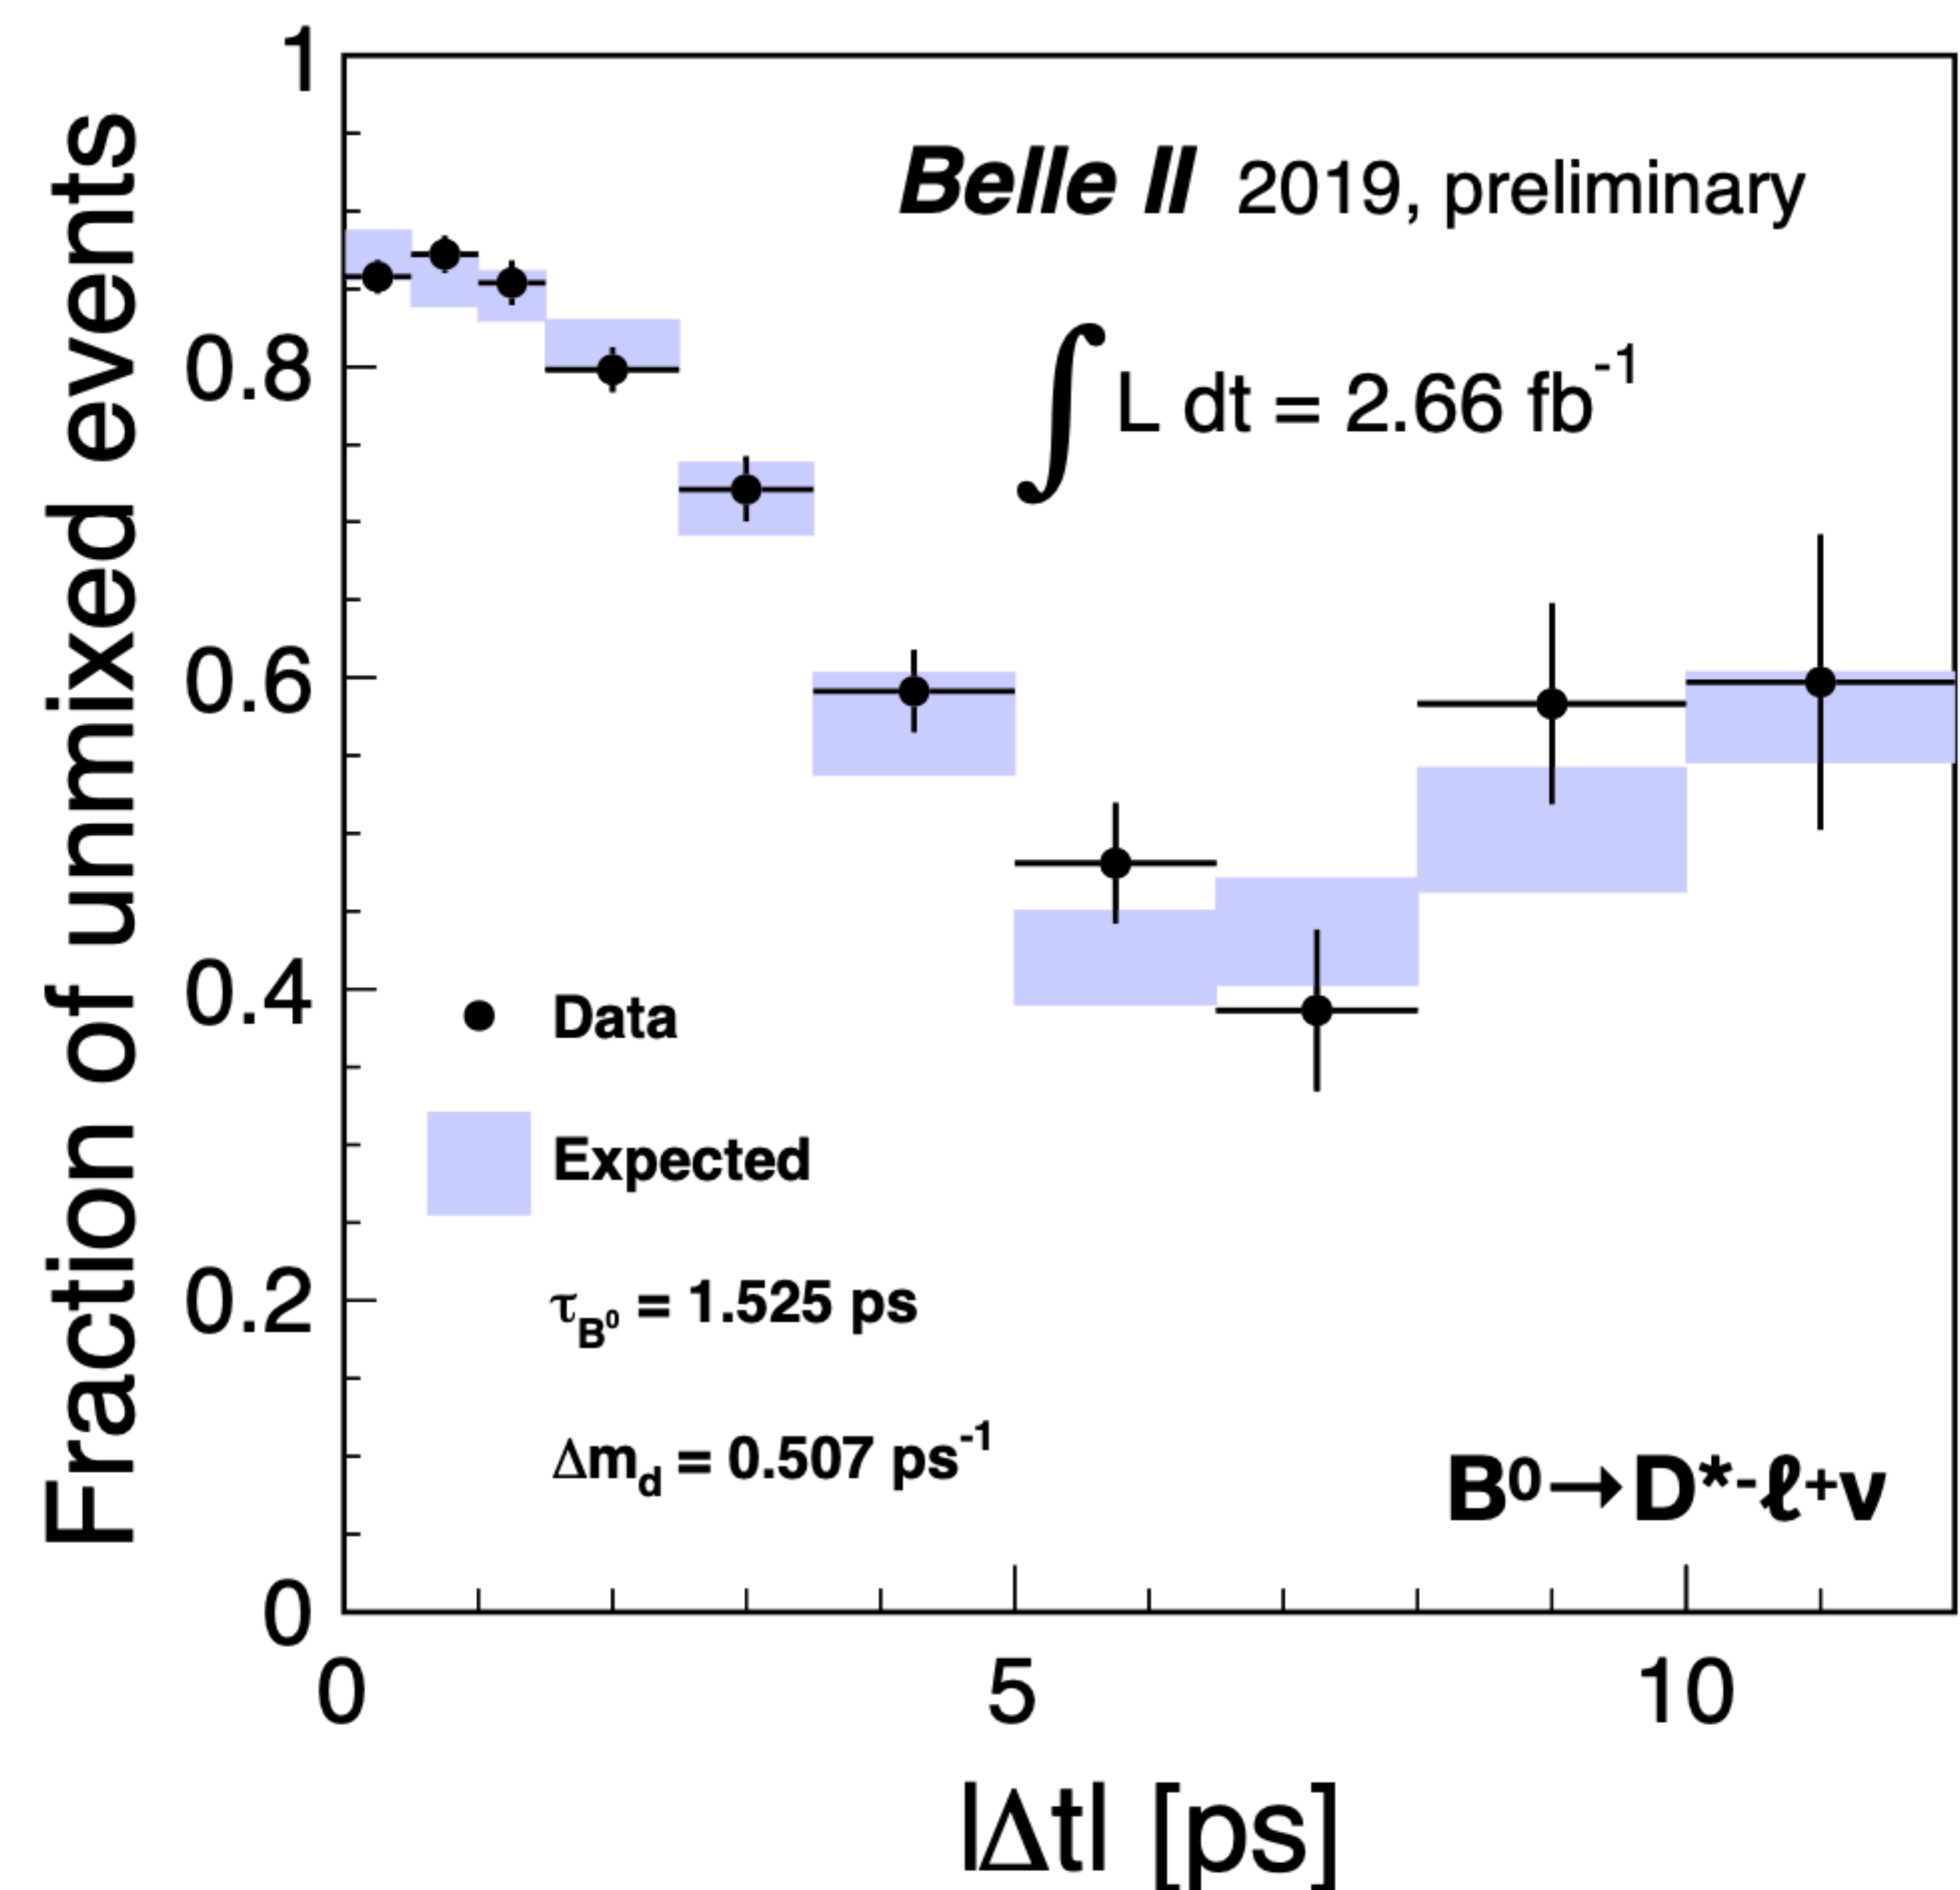 Fraction of unmixed events
1
0.8
0.6
0.4
0.2
0
Belle II 2019, preliminary
∫ L dt = 2.66 fb⁻¹
Data
Expected
τ_B⁰ = 1.525 ps
Δm_d = 0.507 ps⁻¹
B⁰→D*⁻ℓ⁺ν
0 5 10
|Δt| [ps]